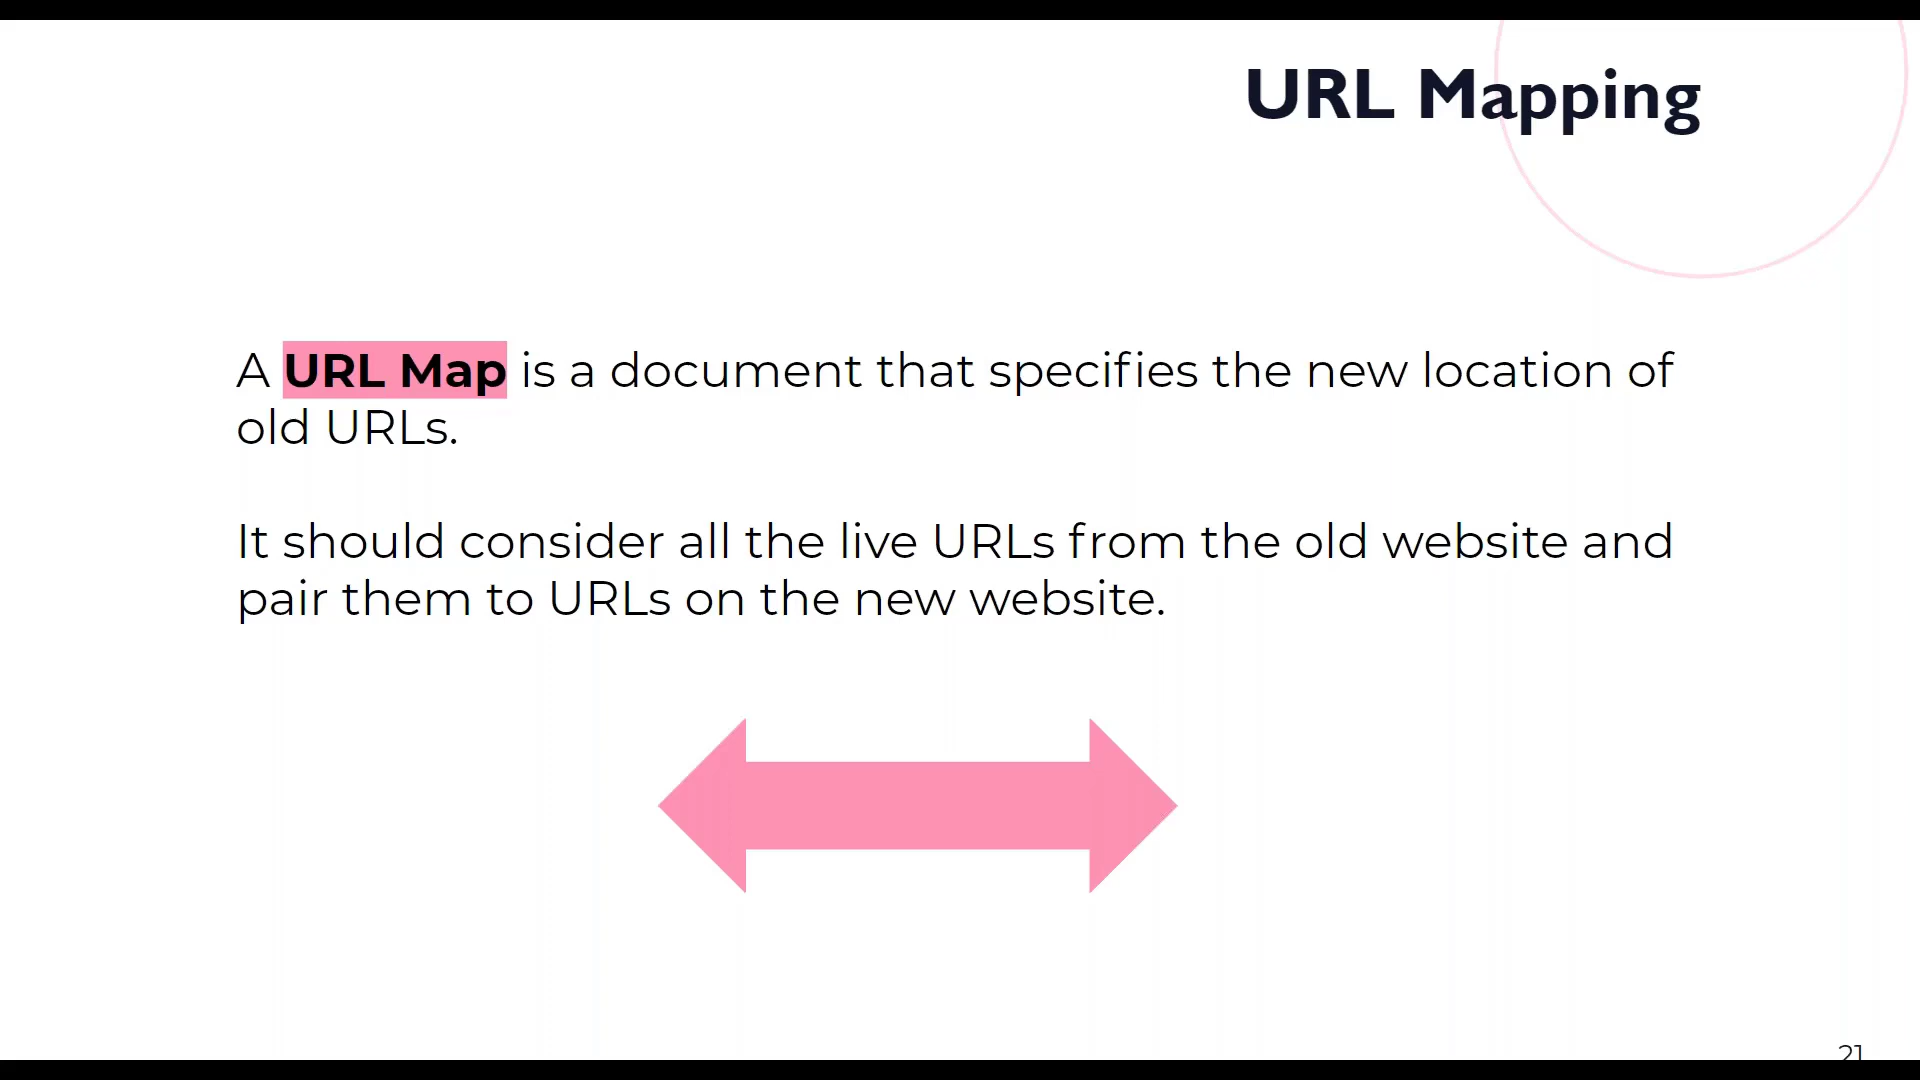 URL Mapping
A URL Map is a document that specifies the new location of
old URLs.
It should consider all the live URLs from the old website and
pair them to URLs on the new website.
21